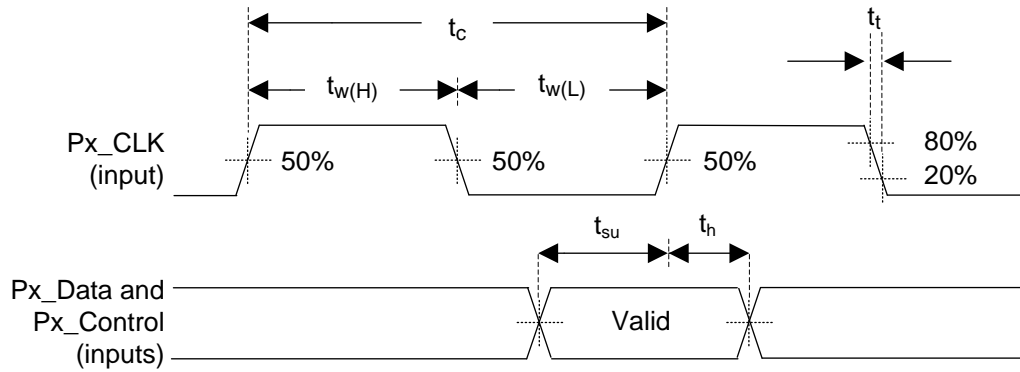 tc
tt
tw(H)
tw(L)
Px_CLK
(input)
50%
50%
50%
80%
20%
tsu
th
Px_Data and
Px_Control
(inputs)
Valid